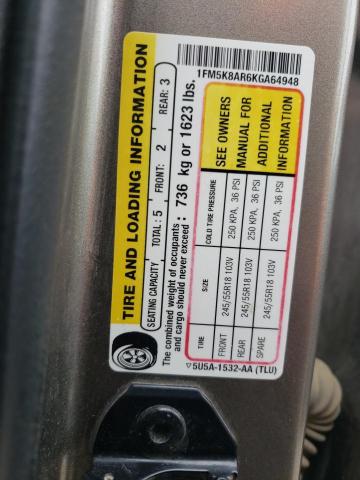 TIRE AND LOADING INFORMATION
SEATING CAPACITY TOTAL: 5 FRONT: 2 REAR: 3
The combined weight of occupants
and cargo should never exceed: 736 kg or 1623 lbs.
TIRE SIZE COLD TIRE PRESSURE SEE OWNERS
FRONT 245/55R18 103V 250 KPA, 36 PSI MANUAL FOR
REAR 245/55R18 103V 250 KPA, 36 PSI ADDITIONAL
SPARE 245/55R18 103V 250 KPA, 36 PSI INFORMATION
▽5U5A-1532-AA (TLU) 1FM5K8AR6KGA64948